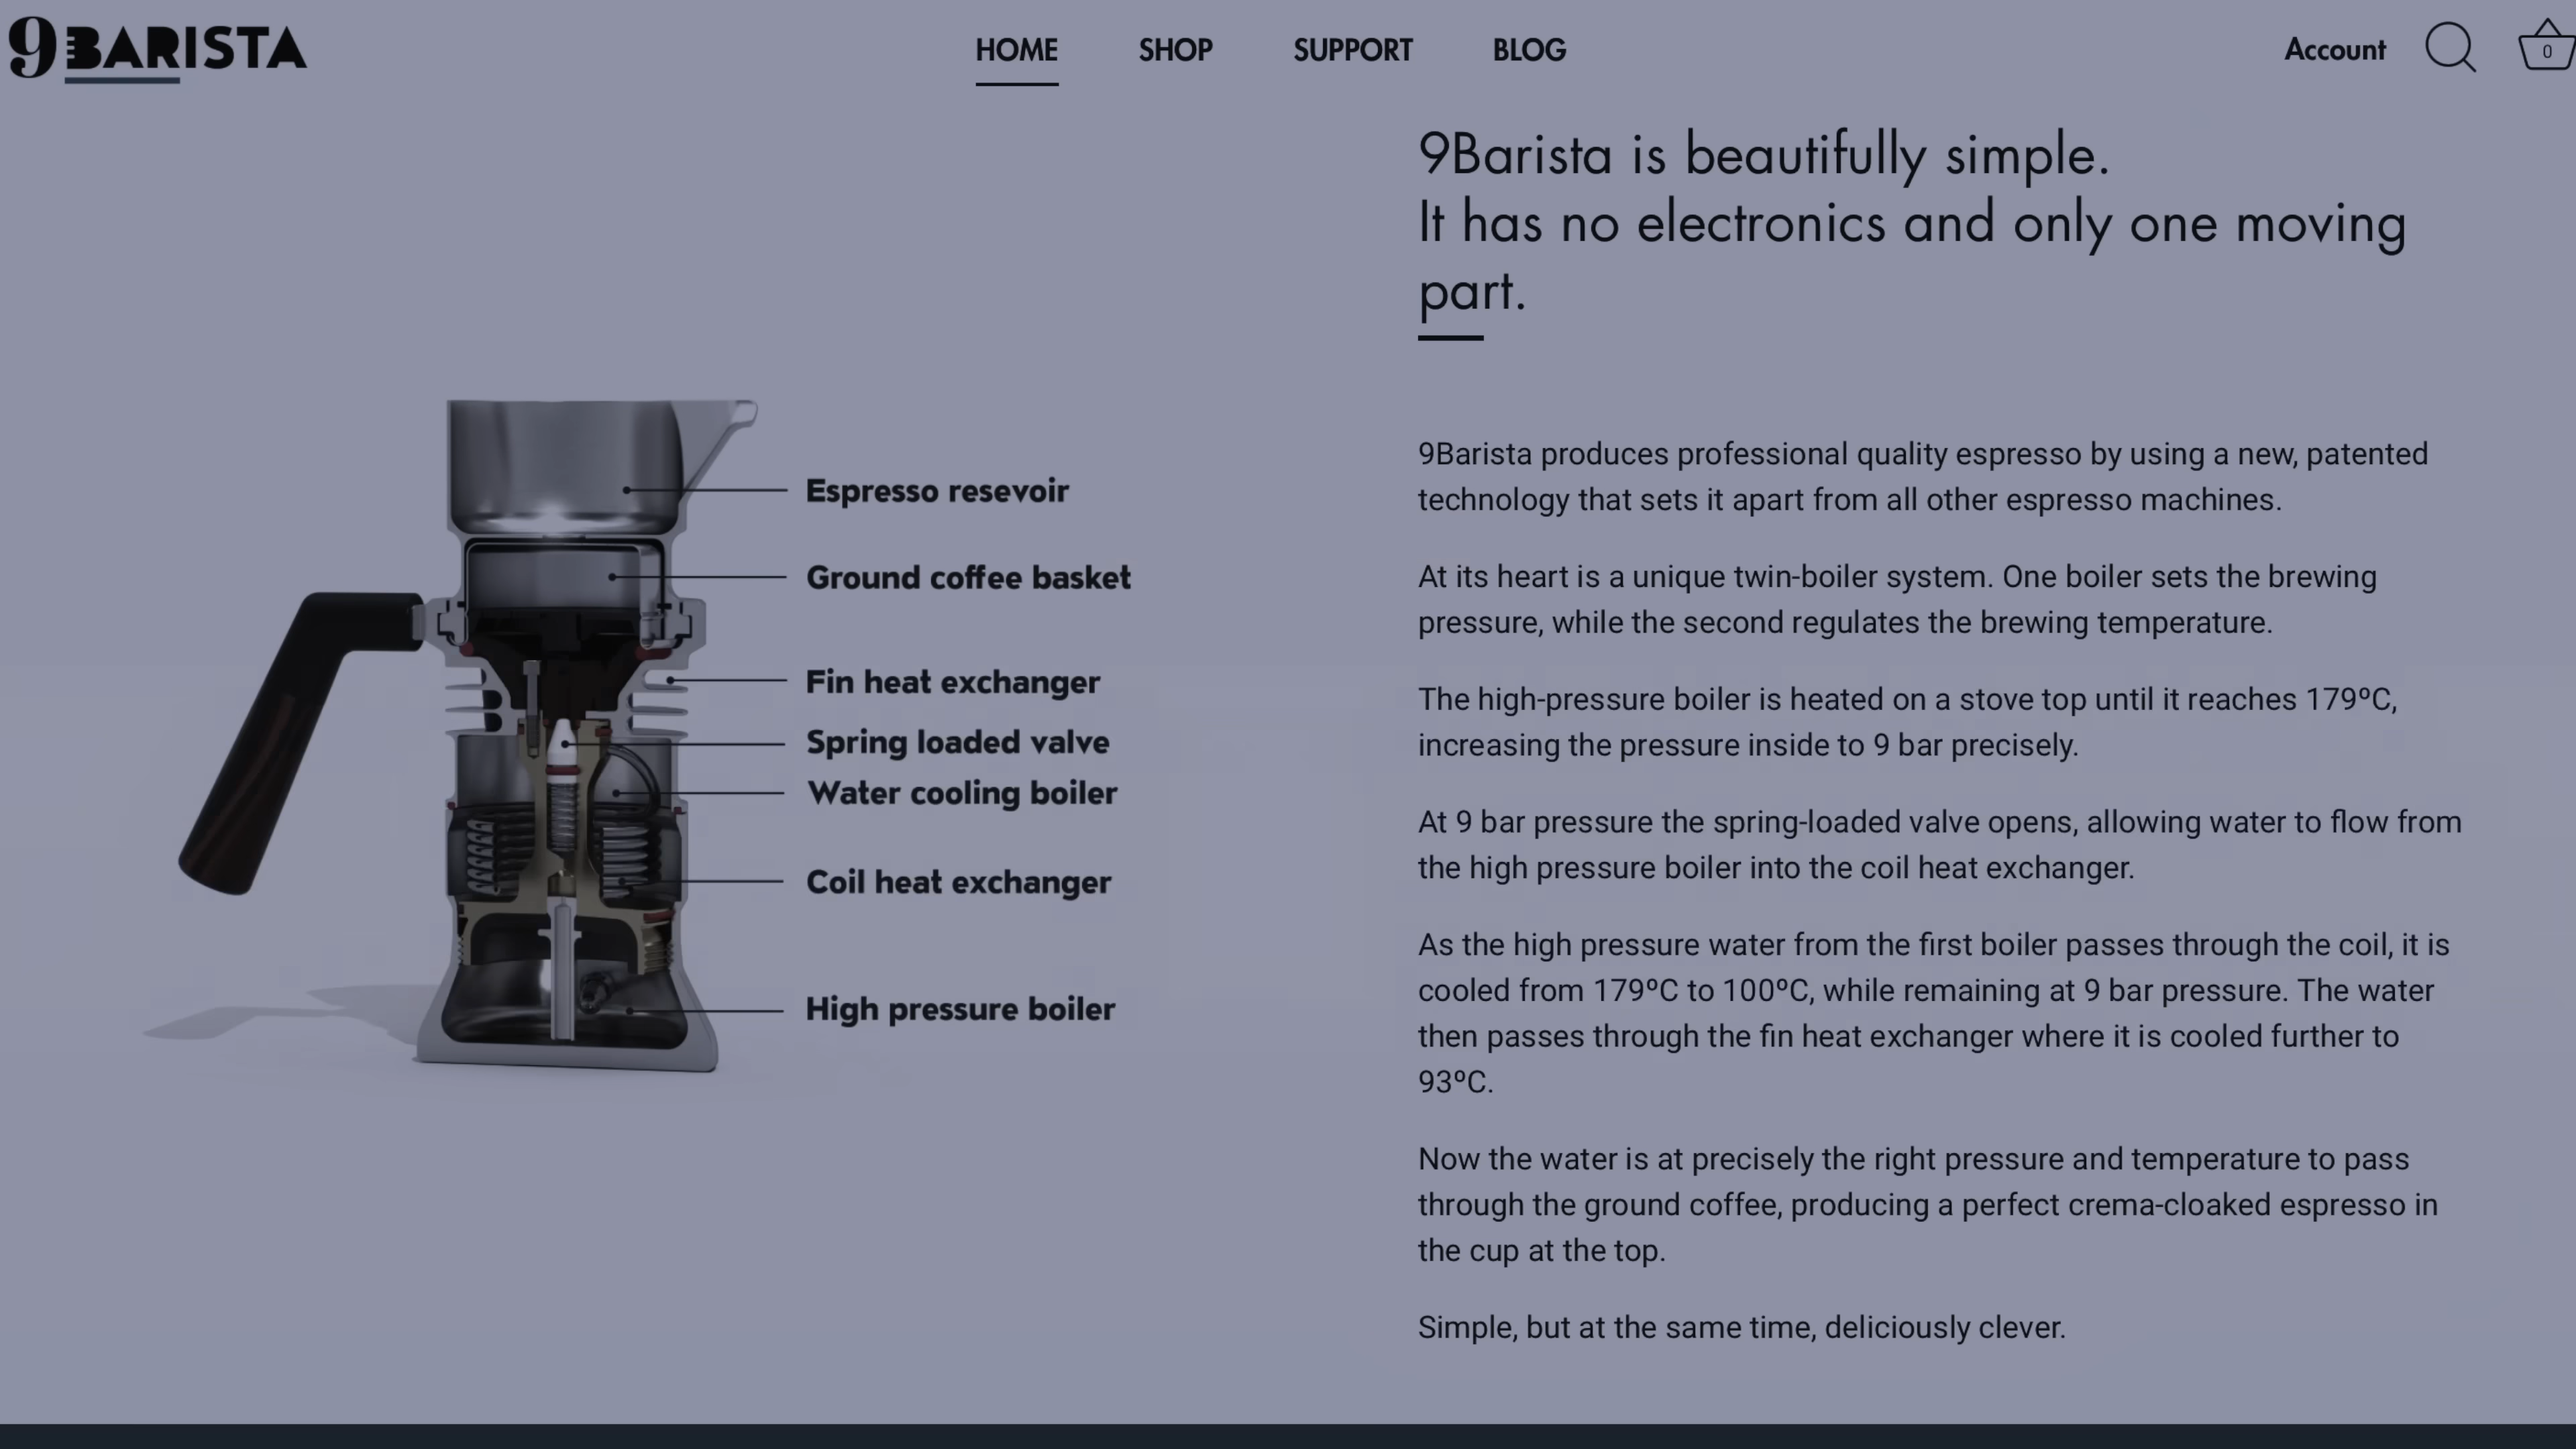 9BARISTA
HOME SHOP SUPPORT BLOG
Account
0
9Barista is beautifully simple.
It has no electronics and only one moving
part.
Espresso resevoir
Ground coffee basket
Fin heat exchanger
Spring loaded valve
Water cooling boiler
Coil heat exchanger
High pressure boiler
9Barista produces professional quality espresso by using a new, patented
technology that sets it apart from all other espresso machines.
At its heart is a unique twin-boiler system. One boiler sets the brewing
pressure, while the second regulates the brewing temperature.
The high-pressure boiler is heated on a stove top until it reaches 179ºC,
increasing the pressure inside to 9 bar precisely.
At 9 bar pressure the spring-loaded valve opens, allowing water to flow from
the high pressure boiler into the coil heat exchanger.
As the high pressure water from the first boiler passes through the coil, it is
cooled from 179ºC to 100ºC, while remaining at 9 bar pressure. The water
then passes through the fin heat exchanger where it is cooled further to
93ºC.
Now the water is at precisely the right pressure and temperature to pass
through the ground coffee, producing a perfect crema-cloaked espresso in
the cup at the top.
Simple, but at the same time, deliciously clever.